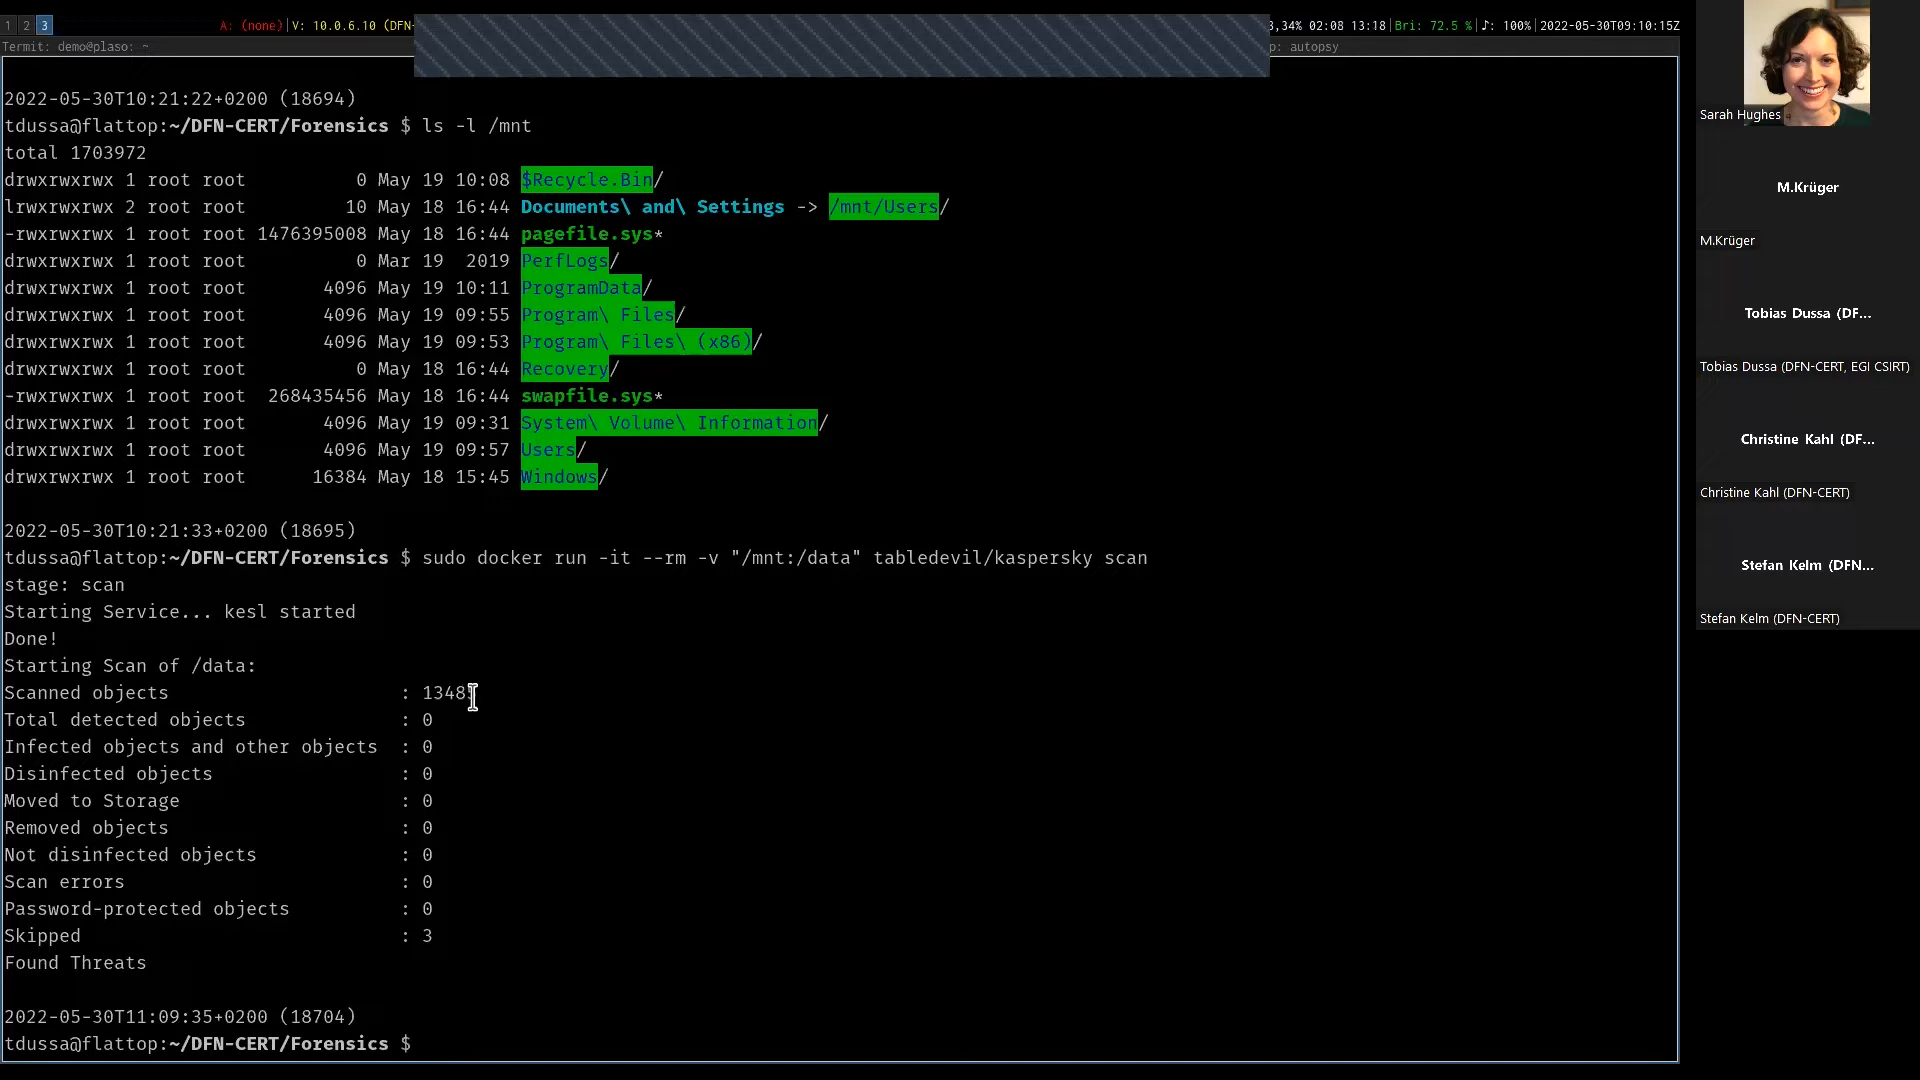 1 2 3 A: (none)|V: 10.0.6.10 (DFN- 3,34% 02:08 13:18|Bri: 72.5 %|♪: 100%|2022-05-30T09:10:15Z
Termit: demo@plaso: ~ p: autopsy
2022-05-30T10:21:22+0200 (18694)
tdussa@flattop:~/DFN-CERT/Forensics $ ls -l /mnt
total 1703972
drwxrwxrwx 1 root root 0 May 19 10:08 $Recycle.Bin/
lrwxrwxrwx 2 root root 10 May 18 16:44 Documents\ and\ Settings -> /mnt/Users/
-rwxrwxrwx 1 root root 1476395008 May 18 16:44 pagefile.sys*
drwxrwxrwx 1 root root 0 Mar 19 2019 PerfLogs/
drwxrwxrwx 1 root root 4096 May 19 10:11 ProgramData/
drwxrwxrwx 1 root root 4096 May 19 09:55 Program\ Files/
drwxrwxrwx 1 root root 4096 May 19 09:53 Program\ Files\ (x86)/
drwxrwxrwx 1 root root 0 May 18 16:44 Recovery/
-rwxrwxrwx 1 root root 268435456 May 18 16:44 swapfile.sys*
drwxrwxrwx 1 root root 4096 May 19 09:31 System\ Volume\ Information/
drwxrwxrwx 1 root root 4096 May 19 09:57 Users/
drwxrwxrwx 1 root root 16384 May 18 15:45 Windows/
2022-05-30T10:21:33+0200 (18695)
tdussa@flattop:~/DFN-CERT/Forensics $ sudo docker run -it --rm -v "/mnt:/data" tabledevil/kaspersky scan
stage: scan
Starting Service... kesl started
Done!
Starting Scan of /data:
Scanned objects :
Total detected objects : 0
Infected objects and other objects : 0
Disinfected objects : 0
Moved to Storage : 0
Removed objects : 0
Not disinfected objects : 0
Scan errors : 0
Password-protected objects : 0
Skipped : 3
Found Threats
2022-05-30T11:09:35+0200 (18704)
tdussa@flattop:~/DFN-CERT/Forensics $
Sarah Hughes
M.Krüger
M.Krüger
Tobias Dussa (DF...
Tobias Dussa (DFN-CERT, EGI CSIRT)
Christine Kahl (DF...
Christine Kahl (DFN-CERT)
Stefan Kelm (DFN...
Stefan Kelm (DFN-CERT)